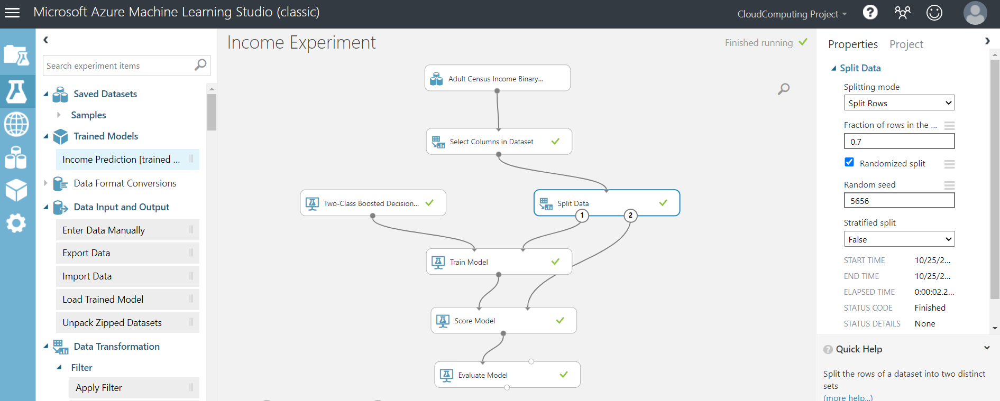 Microsoft Azure Machine Learning Studio (classic)
CloudComputing Project
?
Search experiment items
Saved Datasets
Samples
Trained Models
Income Prediction [trained ...
Data Format Conversions
Data Input and Output
Enter Data Manually
Export Data
Import Data
Load Trained Model
Unpack Zipped Datasets
Data Transformation
Filter
Apply Filter
Income Experiment
Finished running
Adult Census Income Binary...
Select Columns in Dataset
Two-Class Boosted Decision...
Split Data
1
2
Train Model
Score Model
Evaluate Model
Properties
Project
Split Data
Splitting mode
Split Rows
Fraction of rows in the ...
0.7
Randomized split
Random seed
5656
Stratified split
False
START TIME 10/25/2...
END TIME 10/25/2...
ELAPSED TIME 0:00:02.2...
STATUS CODE Finished
STATUS DETAILS None
? Quick Help
Split the rows of a dataset into two distinct
sets
(more help...)